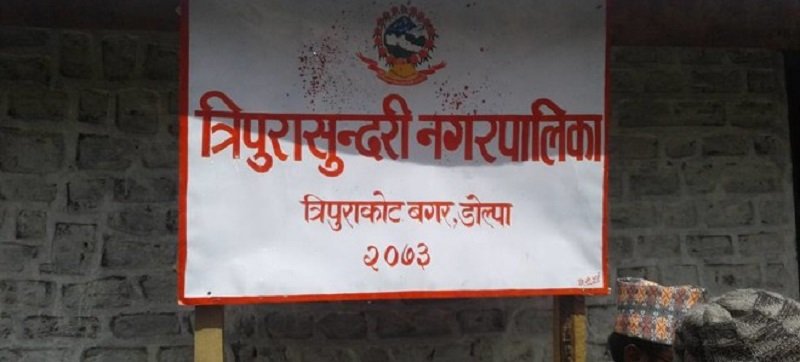 त्रिपुरासुन्दरी नगरपालिका
त्रिपुराकोट बगर, डोल्पा
२०७३